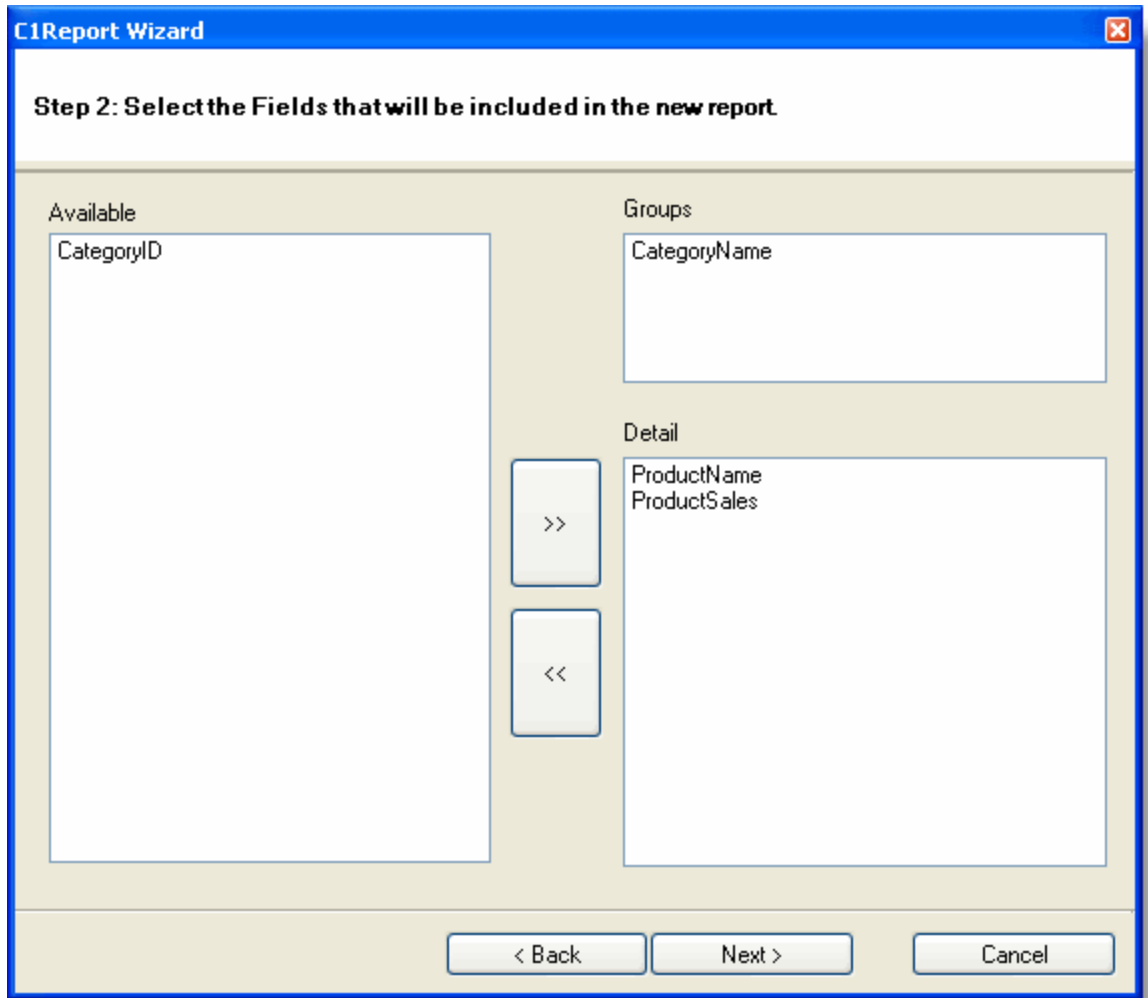 C1Report Wizard
Step 2: Select the Fields that will be included in the new report.
Available
CategoryID
Groups
CategoryName
Detail
ProductName
ProductSales
>>
<<
< Back
Next >
Cancel